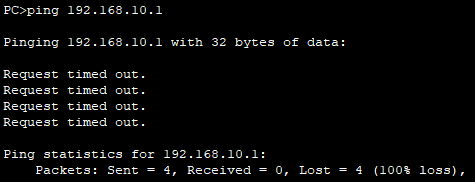 PC>ping 192.168.10.1
Pinging 192.168.10.1 with 32 bytes of data:
Request timed out.
Request timed out.
Request timed out.
Request timed out.
Ping statistics for 192.168.10.1:
    Packets: Sent = 4, Received = 0, Lost = 4 (100% loss),